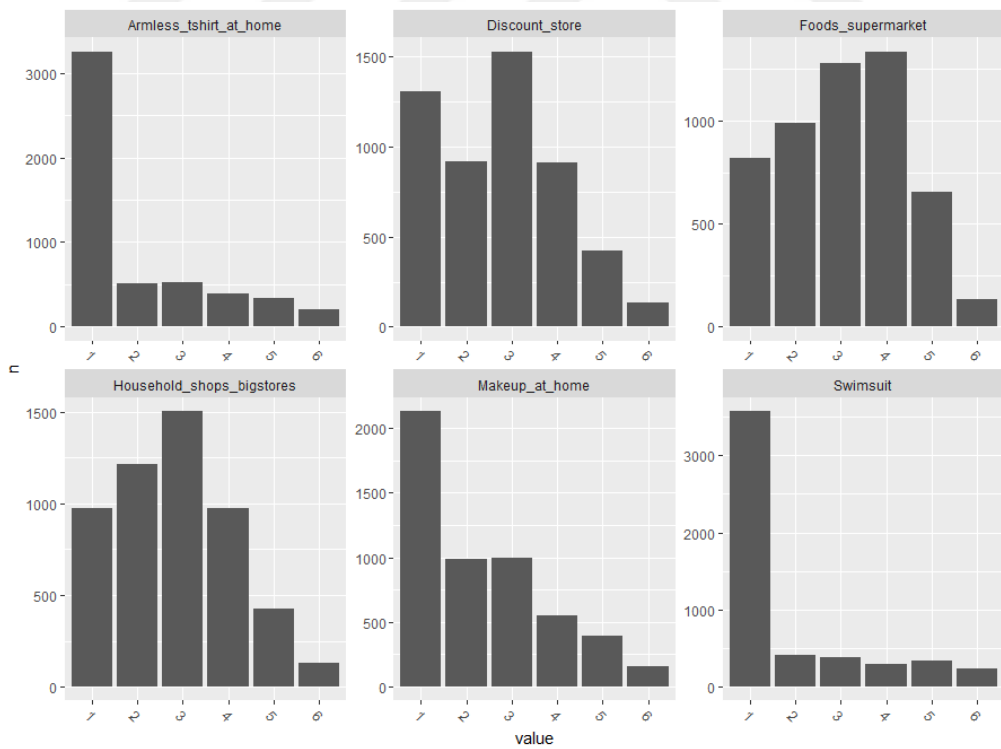 Armless_tshirt_at_home
Discount_store
Foods_supermarket
3000
2000
1000
0
1500
1000
500
0
1000
500
0
1 2 3 4 5 6
1 2 3 4 5 6
1 2 3 4 5 6
n
Household_shops_bigstores
Makeup_at_home
Swimsuit
1500
1000
500
0
2000
1500
1000
500
0
3000
2000
1000
0
1 2 3 4 5 6
1 2 3 4 5 6
1 2 3 4 5 6
value